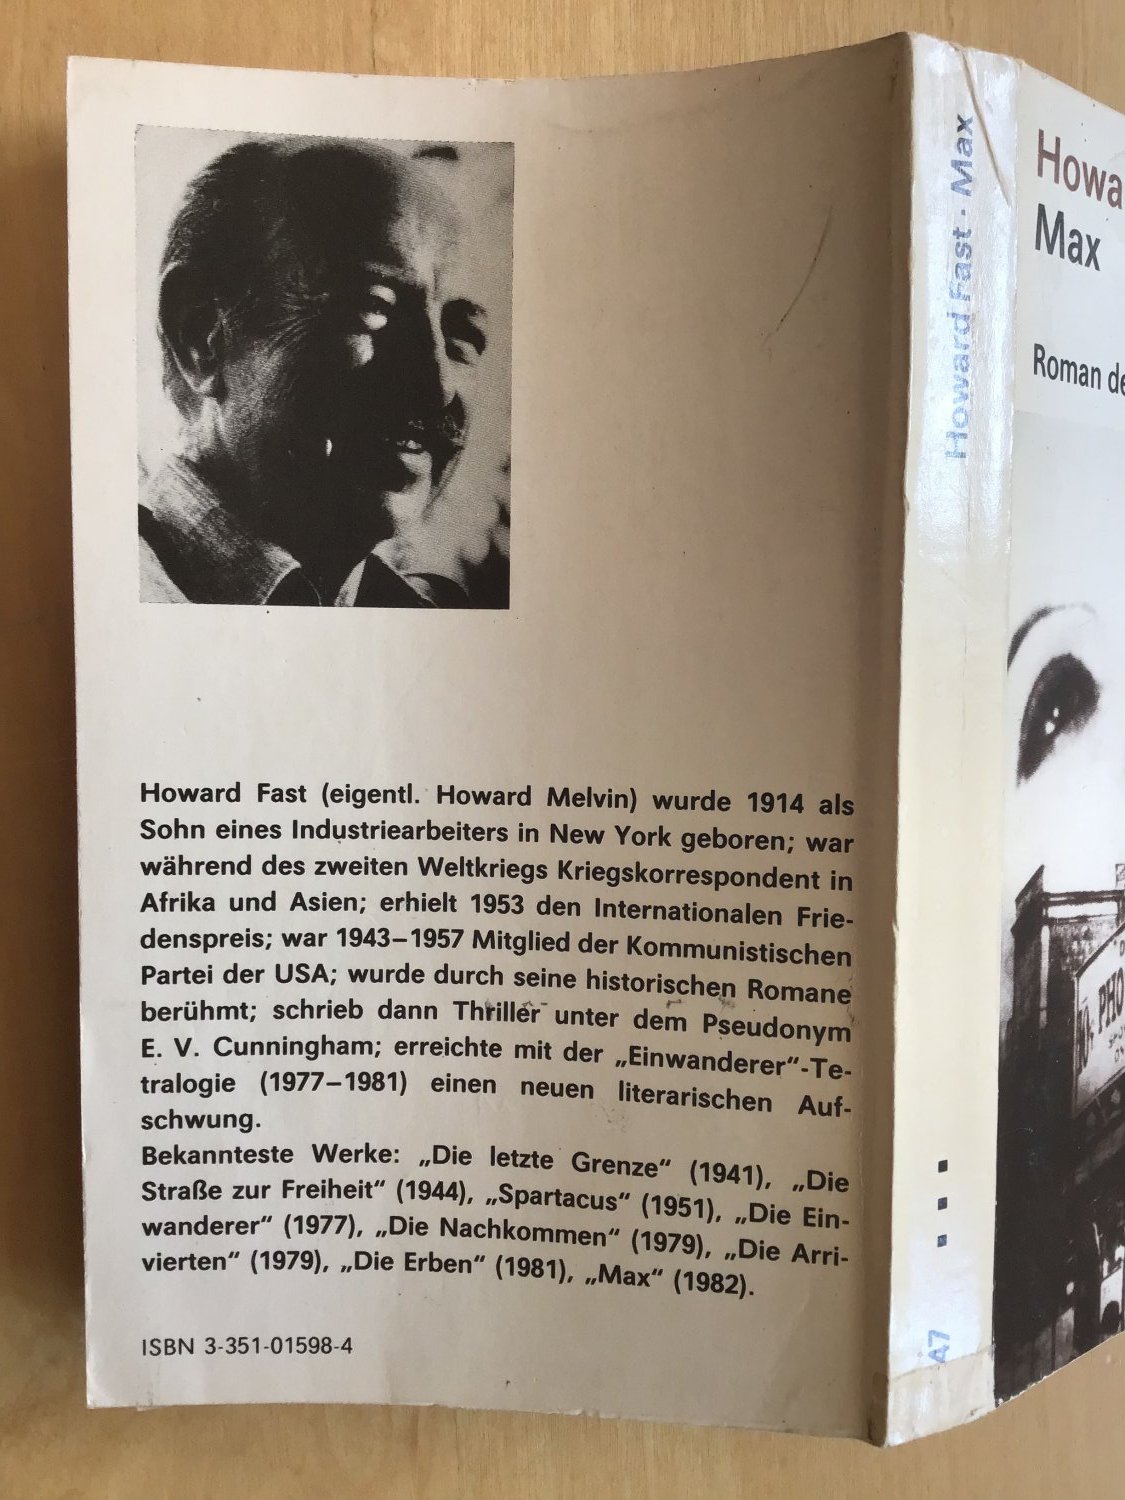 Howard Fast (eigentl. Howard Melvin) wurde 1914 als
Sohn eines Industriearbeiters in New York geboren; war
während des zweiten Weltkriegs Kriegskorrespondent in
Afrika und Asien; erhielt 1953 den Internationalen Frie-
denspreis; war 1943–1957 Mitglied der Kommunistischen
Partei der USA; wurde durch seine historischen Romane
berühmt; schrieb dann Thriller unter dem Pseudonym
E. V. Cunningham; erreichte mit der „Einwanderer“-Te-
tralogie (1977–1981) einen neuen literarischen Auf-
schwung.
Bekannteste Werke: „Die letzte Grenze“ (1941), „Die
Straße zur Freiheit“ (1944), „Spartacus“ (1951), „Die Ein-
wanderer“ (1977), „Die Nachkommen“ (1979), „Die Arri-
vierten“ (1979), „Die Erben“ (1981), „Max“ (1982).
ISBN 3-351-01598-4
Howard Fast · Max
A7
Howa
Max
Roman de
PHO